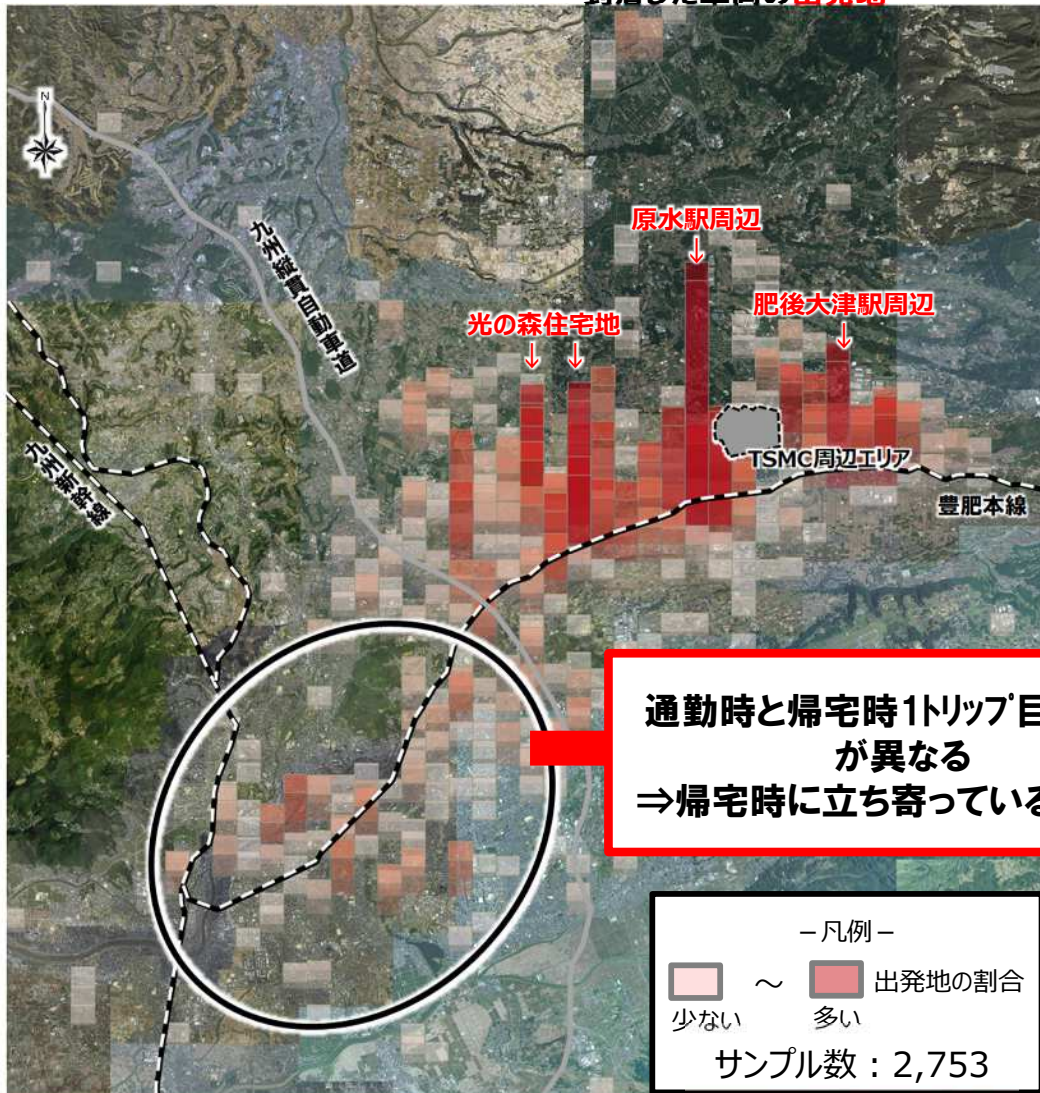 出発地
N
原水駅周辺
↓
肥後大津駅周辺
↓
光の森住宅地
↓ ↓
九州縦貫自動車道
九州新幹線
TSMC周辺エリア
豊肥本線
通勤時と帰宅時1トリップ目
が異なる
⇒帰宅時に立ち寄っている
－凡例－
～ 出発地の割合
少ない 多い
サンプル数：2,753